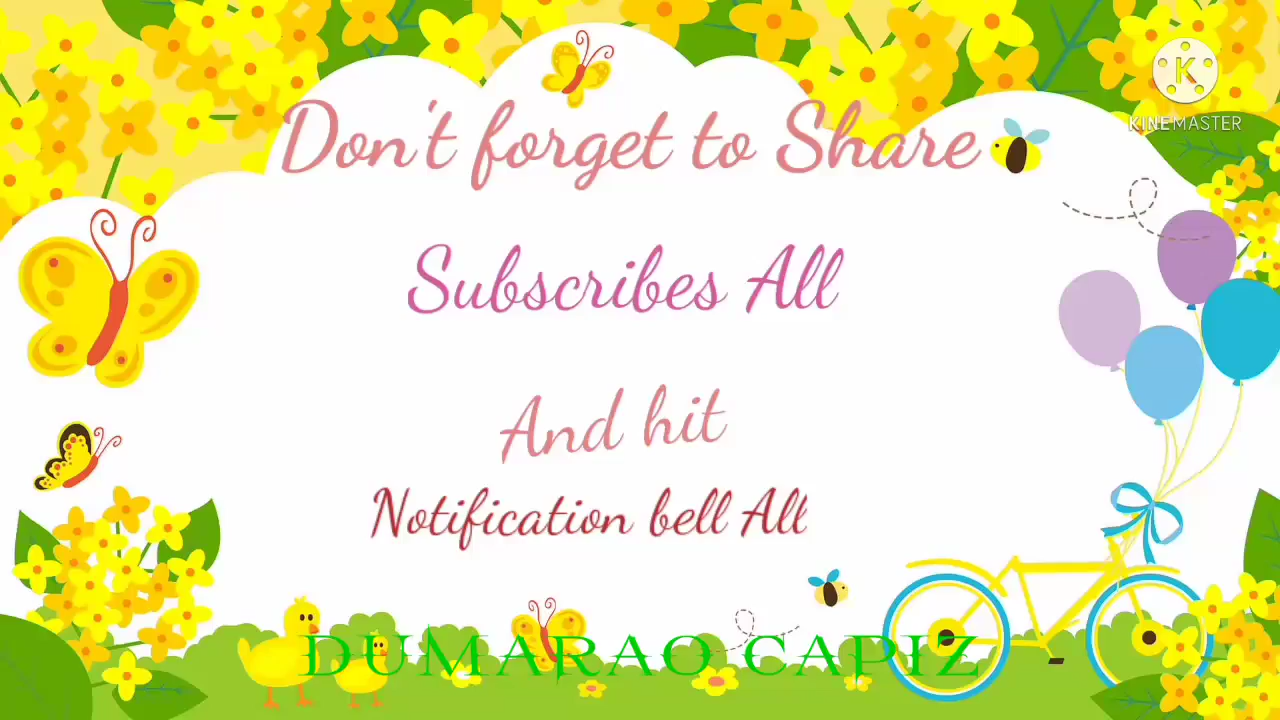 Don't forget to Share
K
KINEMASTER
Subscribes All
And hit
Notification bell All
DUMARAO CAPIZ